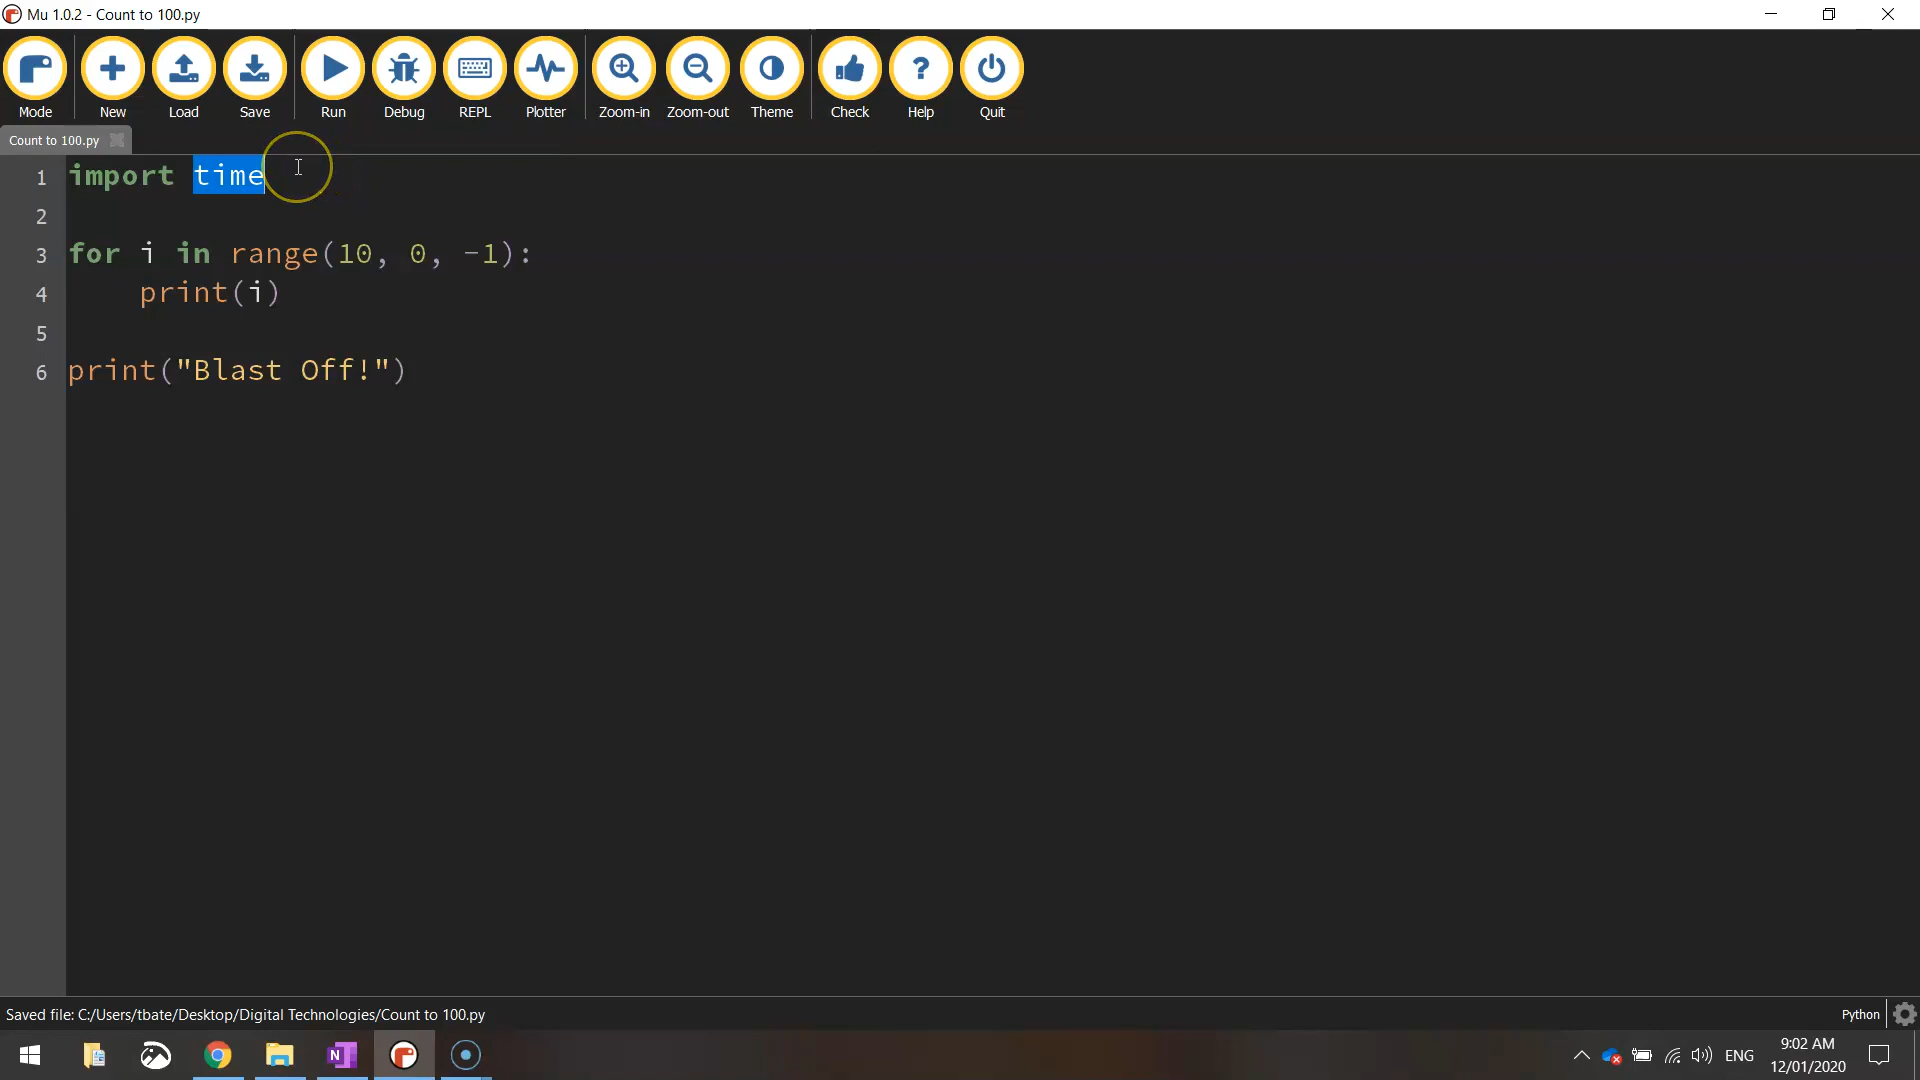 Mu 1.0.2 - Count to 100.py
Mode New Load Save Run Debug REPL Plotter Zoom-in Zoom-out Theme Check Help Quit
Count to 100.py
1 import time
2
3 for i in range(10, 0, -1):
4 print(i)
5
6 print("Blast Off!")
Saved file: C:/Users/tbate/Desktop/Digital Technologies/Count to 100.py Python
ENG 9:02 AM
12/01/2020